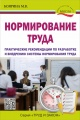 НОРМИРОВАНИЕ
ТРУДА
ПРАКТИЧЕСКИЕ РЕКОМЕНДАЦИИ ПО РАЗРАБОТКЕ
И ВНЕДРЕНИЮ СИСТЕМЫ НОРМИРОВАНИЯ
ТРУДА